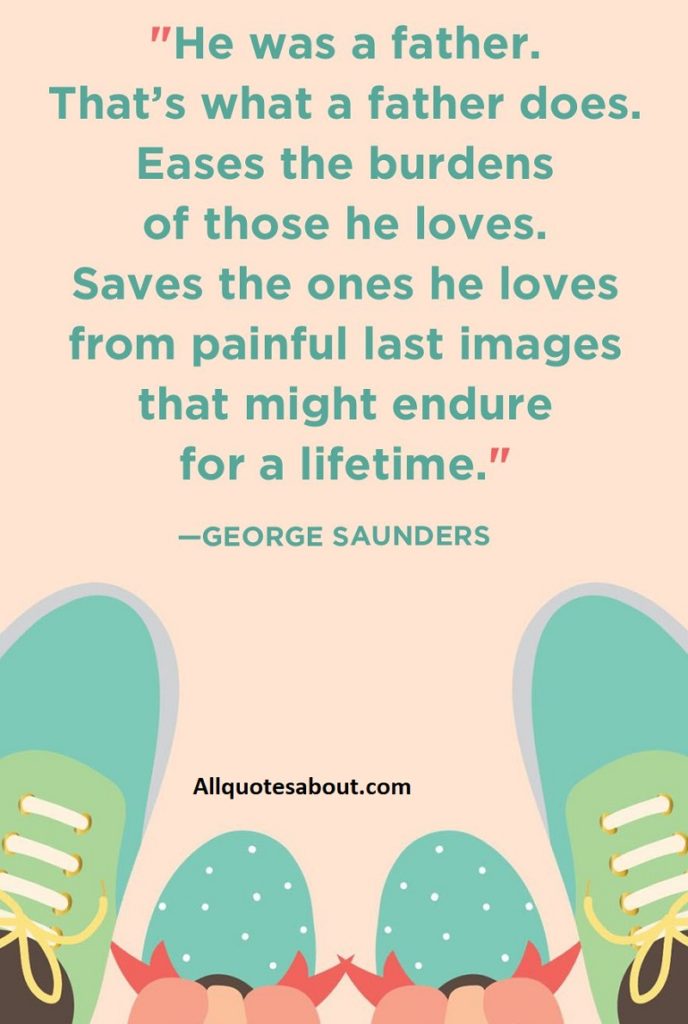 "He was a father.
That’s what a father does.
Eases the burdens
of those he loves.
Saves the ones he loves
from painful last images
that might endure
for a lifetime."
—GEORGE SAUNDERS
Allquotesabout.com